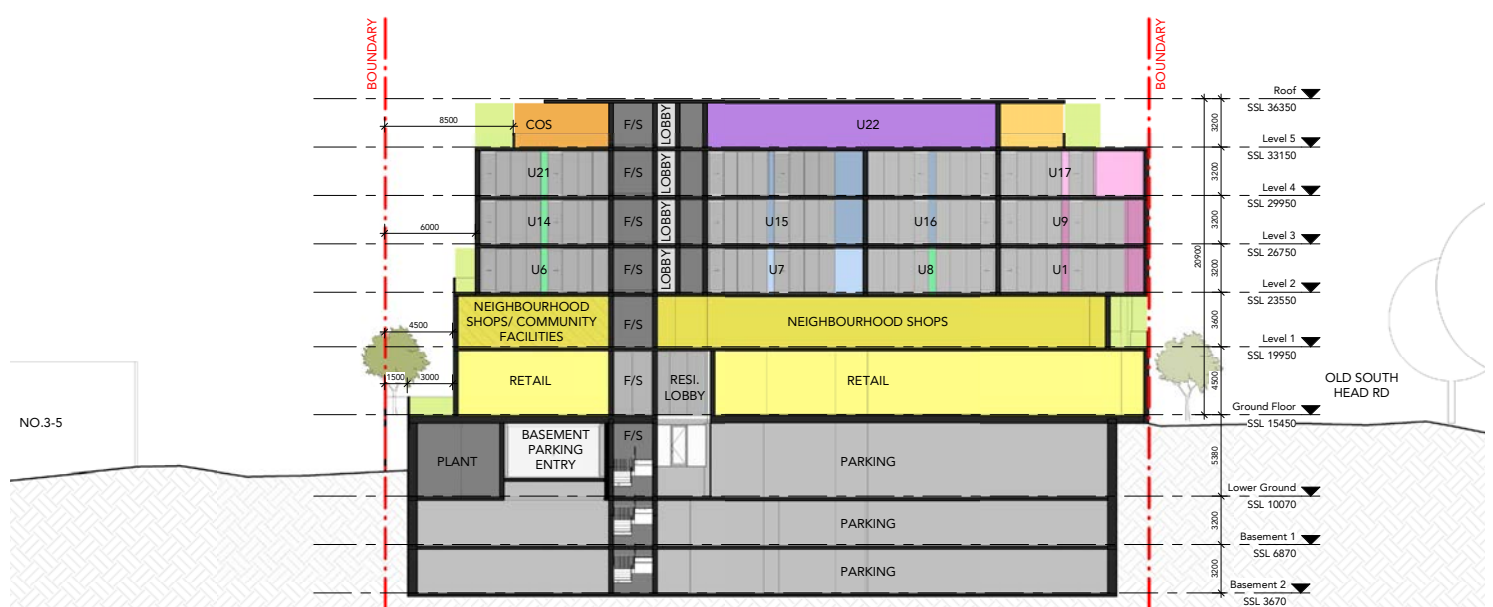 BOUNDARY
BOUNDARY
Roof
SSL 36350
8500
COS
F/S
LOBBY
U22
3200
Level 5
SSL 33150
U21
F/S
LOBBY
U17
3200
Level 4
SSL 29950
6000
U14
F/S
LOBBY
U15
U16
U9
3200
Level 3
SSL 26750
20900
U6
F/S
LOBBY
U7
U8
U1
3200
Level 2
SSL 23550
4500
NEIGHBOURHOOD
SHOPS/ COMMUNITY
FACILITIES
F/S
NEIGHBOURHOOD SHOPS
3600
Level 1
SSL 19950
1500
3000
RETAIL
F/S
RESI.
LOBBY
RETAIL
4500
OLD SOUTH
HEAD RD
Ground Floor
SSL 15450
NO.3-5
PLANT
BASEMENT
PARKING
ENTRY
F/S
PARKING
5380
Lower Ground
SSL 10070
PARKING
3200
Basement 1
SSL 6870
PARKING
3200
Basement 2
SSL 3670